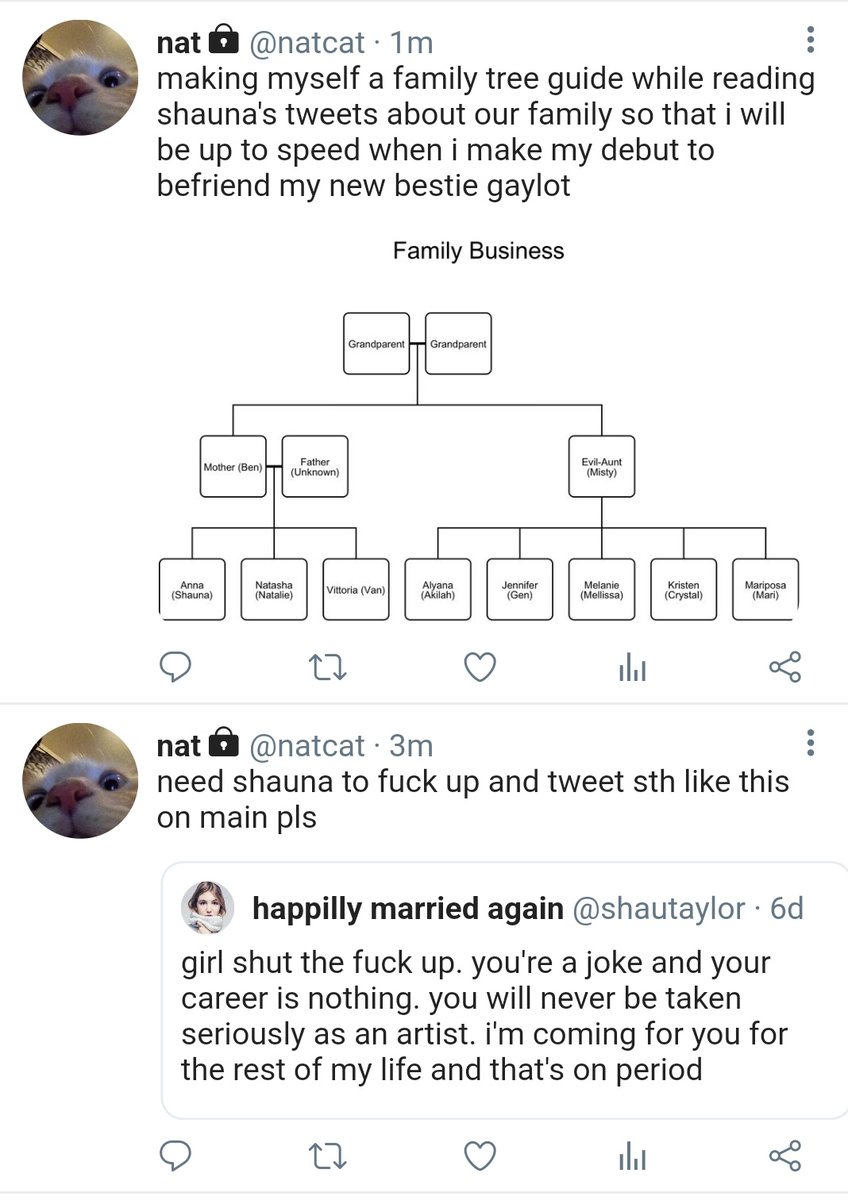 nat @natcat · 1m
making myself a family tree guide while reading
shauna's tweets about our family so that i will
be up to speed when i make my debut to
befriend my new bestie gaylot
Family Business
Grandparent
Grandparent
Mother (Ben)
Father
(Unknown)
Evil-Aunt
(Misty)
Anna
(Shauna)
Natasha
(Natalie)
Vittoria (Van)
Alyana
(Akilah)
Jennifer
(Gen)
Melanie
(Mellissa)
Kristen
(Crystal)
Mariposa
(Mari)
nat @natcat · 3m
need shauna to fuck up and tweet sth like this
on main pls
happilly married again @shautaylor · 6d
girl shut the fuck up. you're a joke and your
career is nothing. you will never be taken
seriously as an artist. i'm coming for you for
the rest of my life and that's on period